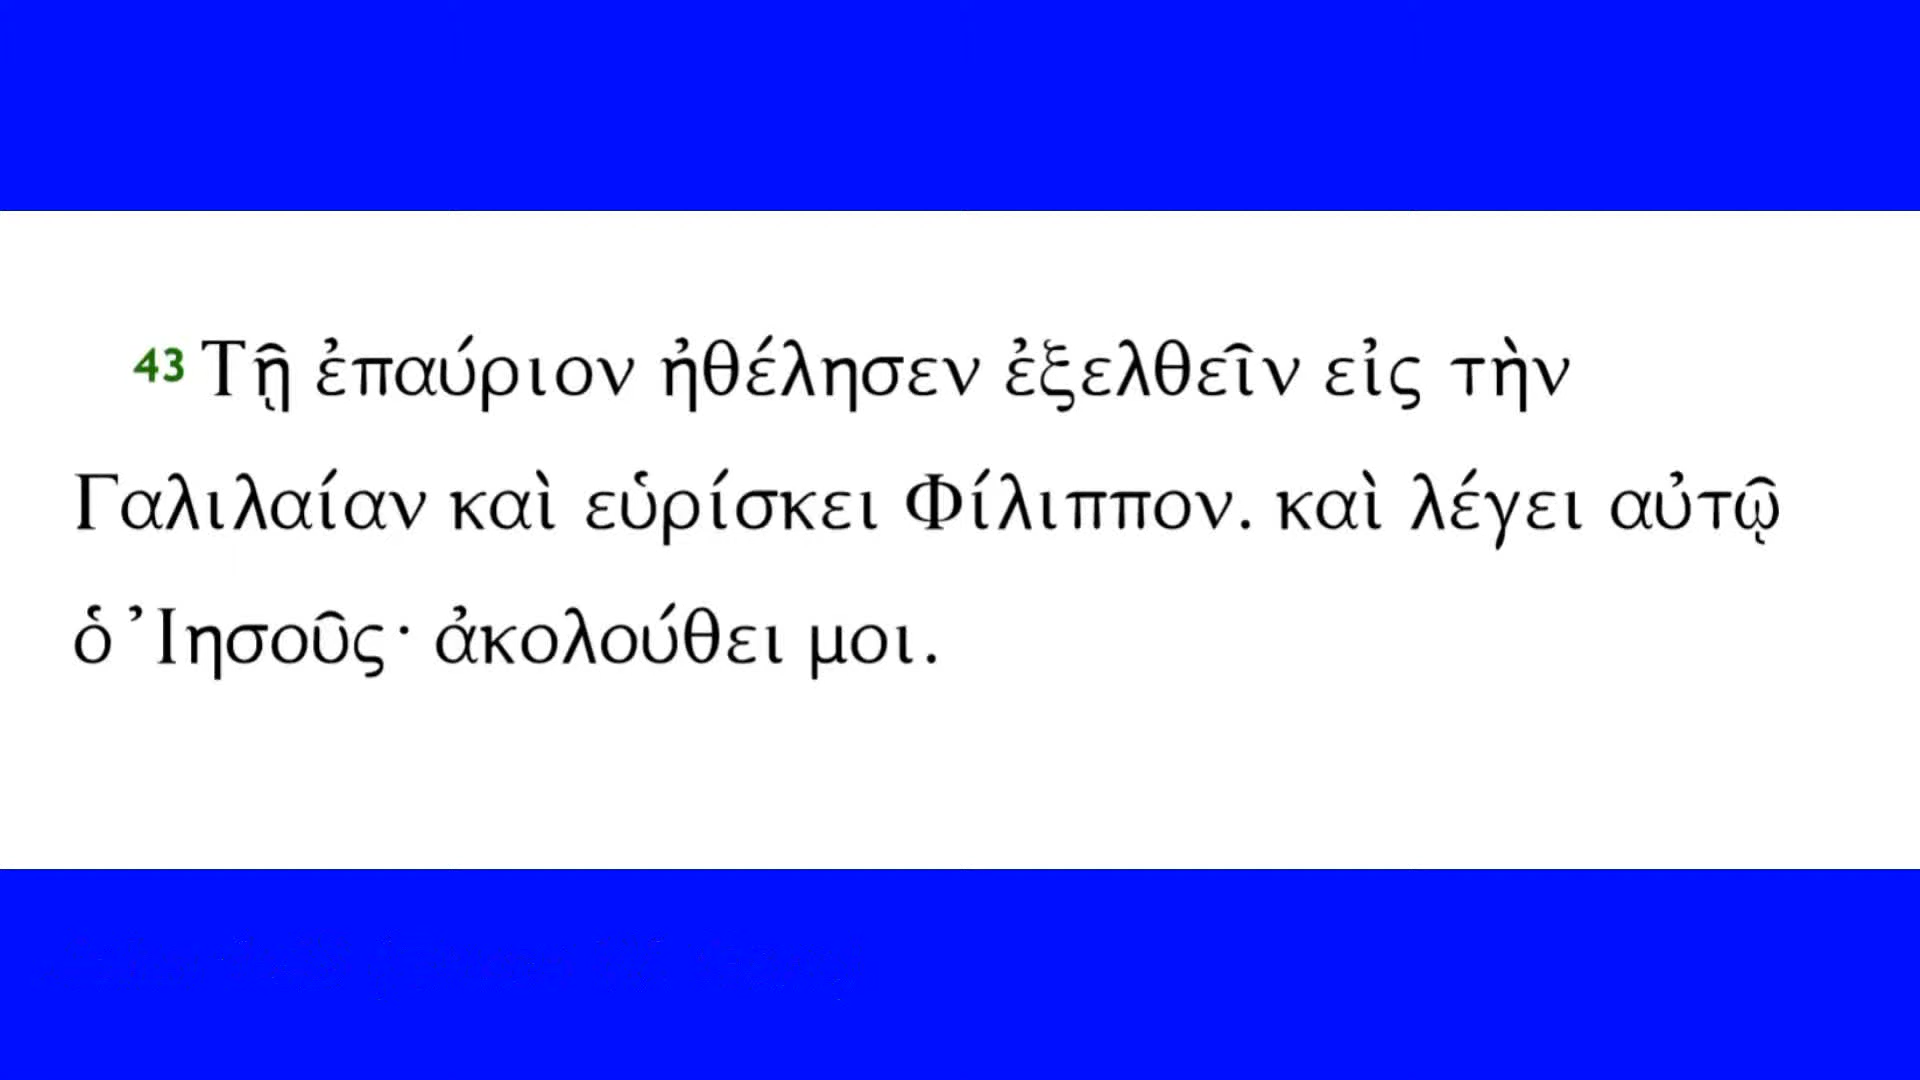 43 Τῇ ἐπαύριον ἠθέλησεν ἐξελθεῖν εἰς τὴν
Γαλιλαίαν καὶ εὑρίσκει Φίλιππον. καὶ λέγει αὐτῷ
ὁ Ἰησοῦς· ἀκολούθει μοι.